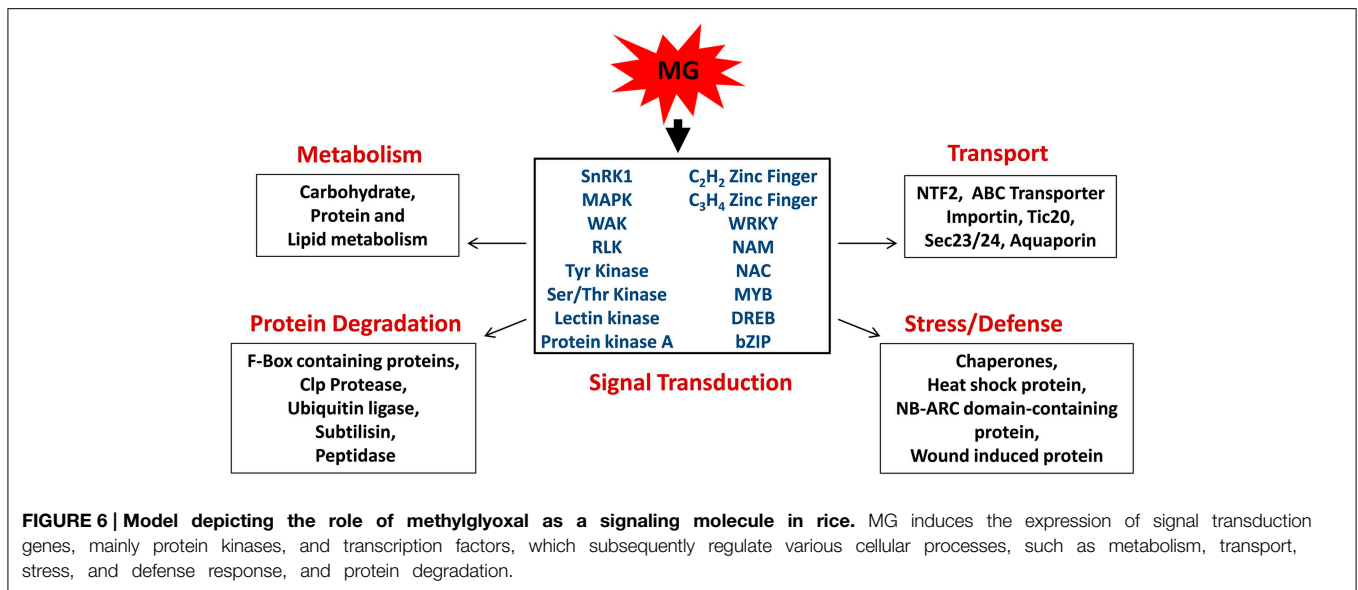 MG
Metabolism
Carbohydrate,
Protein and
Lipid metabolism
Protein Degradation
F-Box containing proteins,
Clp Protease,
Ubiquitin ligase,
Subtilisin,
Peptidase
SnRK1
MAPK
WAK
RLK
Tyr Kinase
Ser/Thr Kinase
Lectin kinase
Protein kinase A
C₂H₂ Zinc Finger
C₃H₄ Zinc Finger
WRKY
NAM
NAC
MYB
DREB
bZIP
Signal Transduction
Transport
NTF2, ABC Transporter
Importin, Tic20,
Sec23/24, Aquaporin
Stress/Defense
Chaperones,
Heat shock protein,
NB-ARC domain-containing
protein,
Wound induced protein
FIGURE 6 | Model depicting the role of methylglyoxal as a signaling molecule in rice. MG induces the expression of signal transduction
genes, mainly protein kinases, and transcription factors, which subsequently regulate various cellular processes, such as metabolism, transport,
stress, and defense response, and protein degradation.